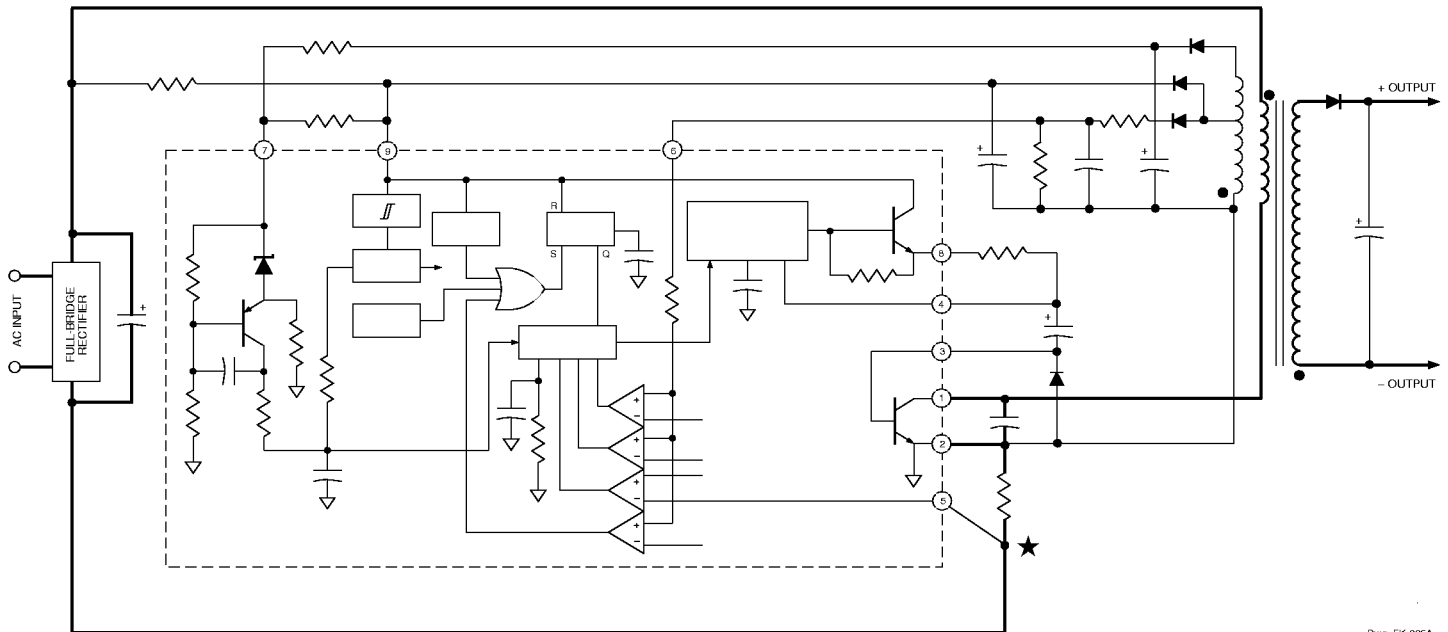 + OUTPUT
7
9
6
R
S
Q
8
4
AC INPUT
FULL-BRIDGE
RECTIFIER
+
3
1
2
5
+
−
+
−
+
−
+
−
− OUTPUT
+
+
+
+